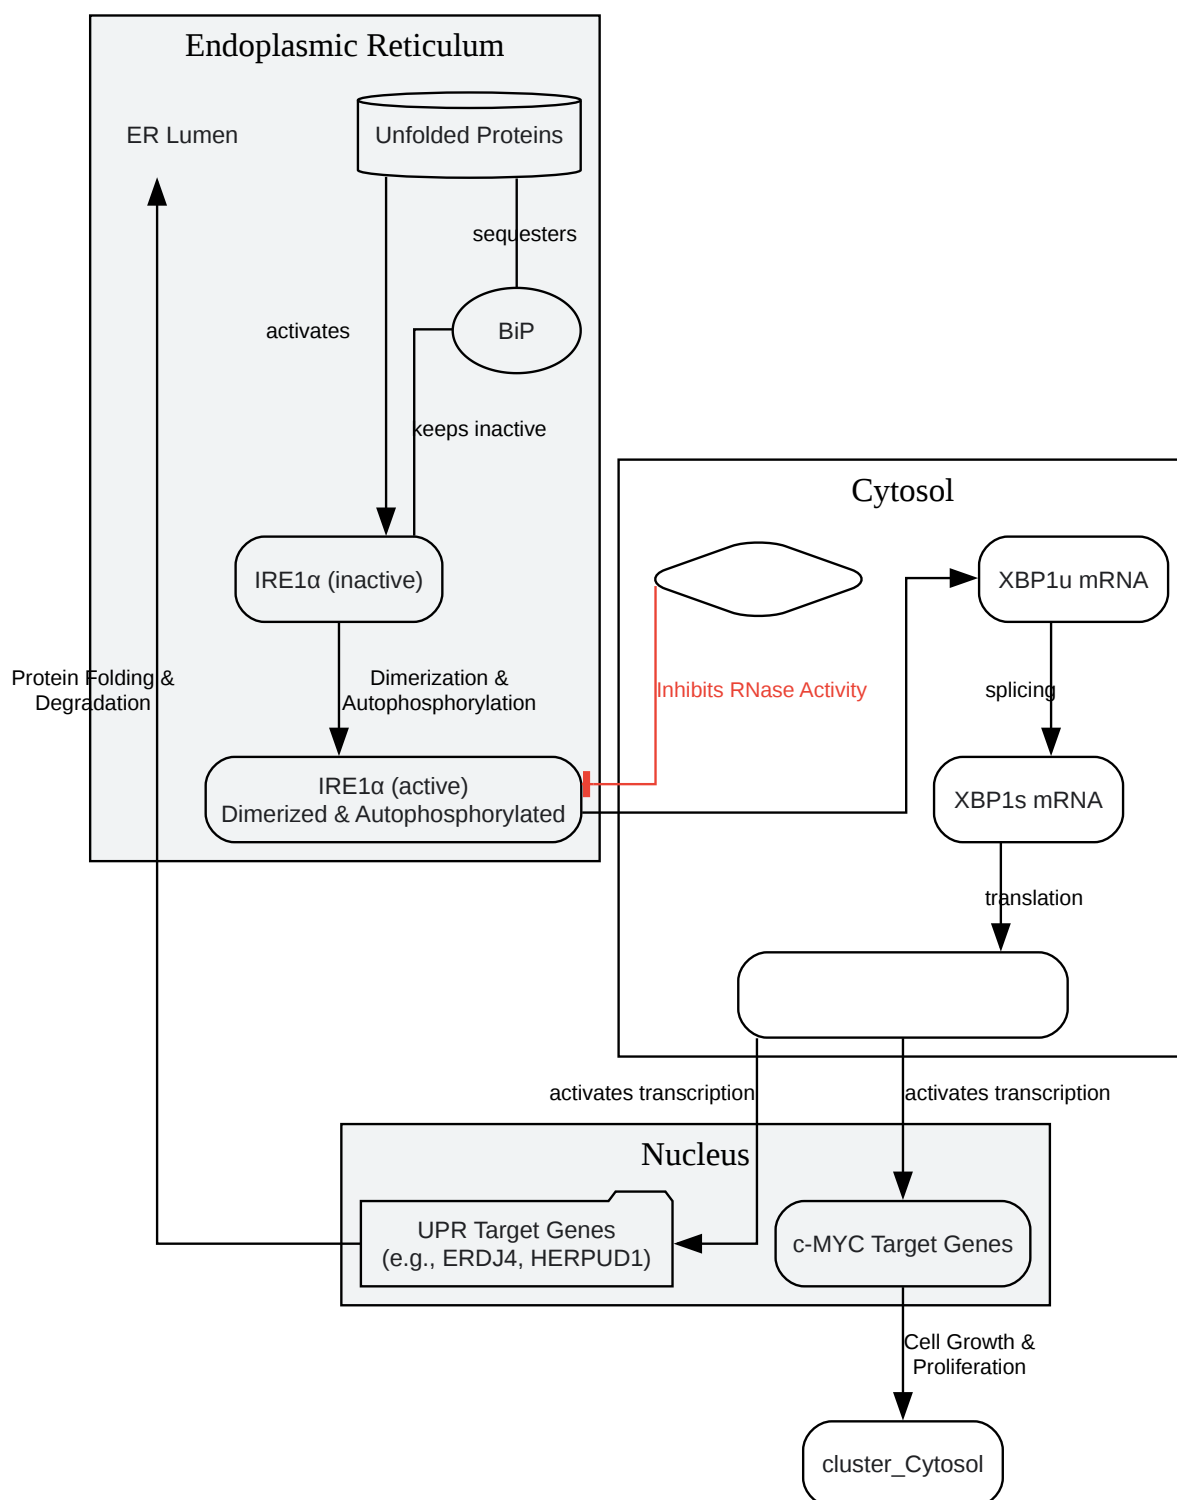 Endoplasmic Reticulum
ER Lumen
Unfolded Proteins
sequesters
activates
BiP
keeps inactive
Cytosol
IRE1α (inactive)
XBP1u mRNA
Protein Folding &
Degradation
Dimerization &
Autophosphorylation
Inhibits RNase Activity
splicing
IRE1α (active)
Dimerized & Autophosphorylated
XBP1s mRNA
translation
activates transcription
activates transcription
Nucleus
UPR Target Genes
(e.g., ERDJ4, HERPUD1)
c-MYC Target Genes
Cell Growth &
Proliferation
cluster_Cytosol